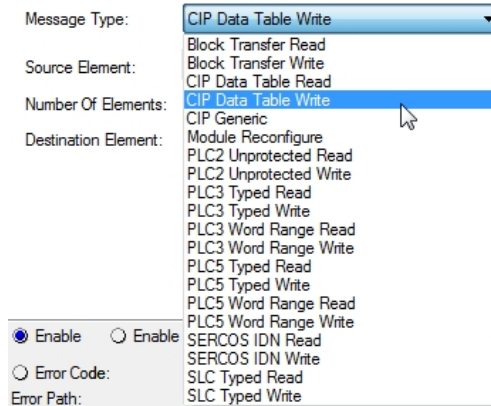 Message Type: CIP Data Table Write
Block Transfer Read
Block Transfer Write
Source Element:
CIP Data Table Read
CIP Data Table Write
Number Of Elements:
CIP Generic
Destination Element:
Module Reconfigure
PLC2 Unprotected Read
PLC2 Unprotected Write
PLC3 Typed Read
PLC3 Typed Write
PLC3 Word Range Read
PLC3 Word Range Write
PLC5 Typed Read
PLC5 Typed Write
PLC5 Word Range Read
PLC5 Word Range Write
Enable Enable
SERCOS IDN Read
SERCOS IDN Write
Error Code:
SLC Typed Read
Error Path:
SLC Typed Write